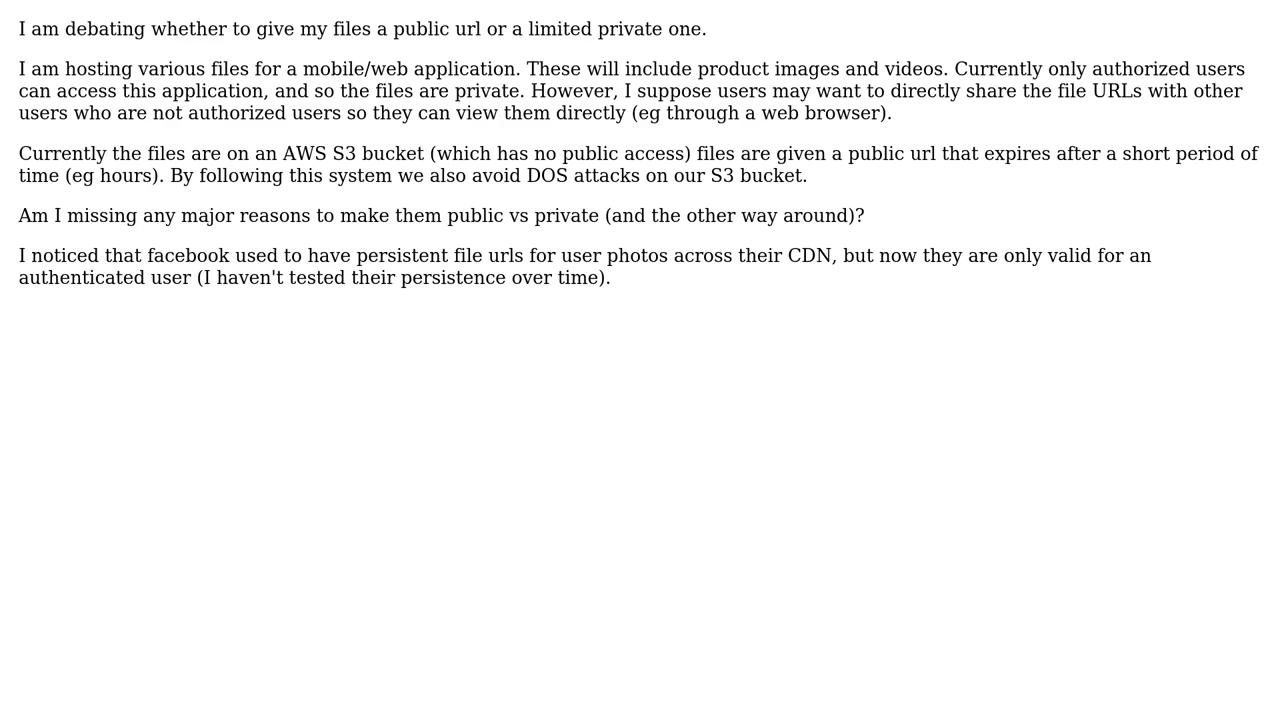 I am debating whether to give my files a public url or a limited private one.
I am hosting various files for a mobile/web application. These will include product images and videos. Currently only authorized users
can access this application, and so the files are private. However, I suppose users may want to directly share the file URLs with other
users who are not authorized users so they can view them directly (eg through a web browser).
Currently the files are on an AWS S3 bucket (which has no public access) files are given a public url that expires after a short period of
time (eg hours). By following this system we also avoid DOS attacks on our S3 bucket.
Am I missing any major reasons to make them public vs private (and the other way around)?
I noticed that facebook used to have persistent file urls for user photos across their CDN, but now they are only valid for an
authenticated user (I haven't tested their persistence over time).